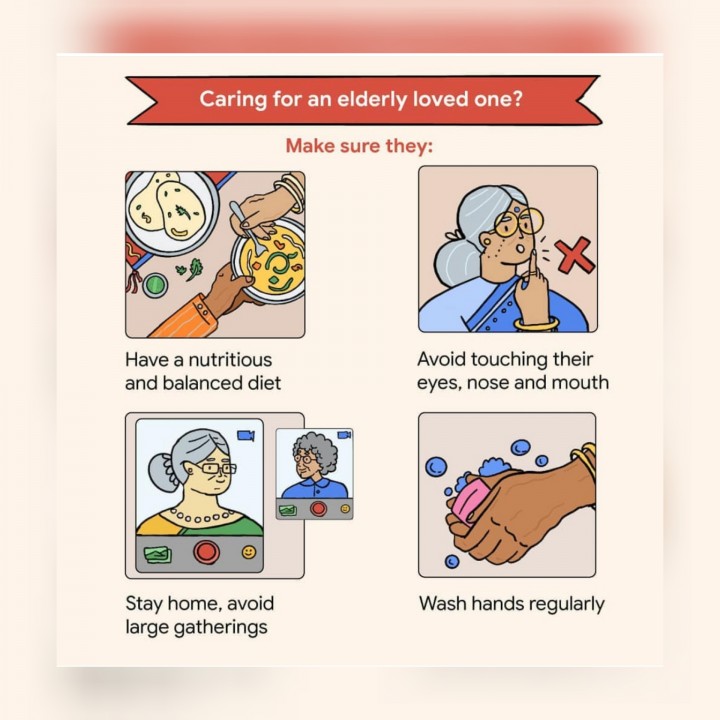 Caring for an elderly loved one?
Make sure they:
Have a nutritious
and balanced diet
Avoid touching their
eyes, nose and mouth
Stay home, avoid
large gatherings
Wash hands regularly